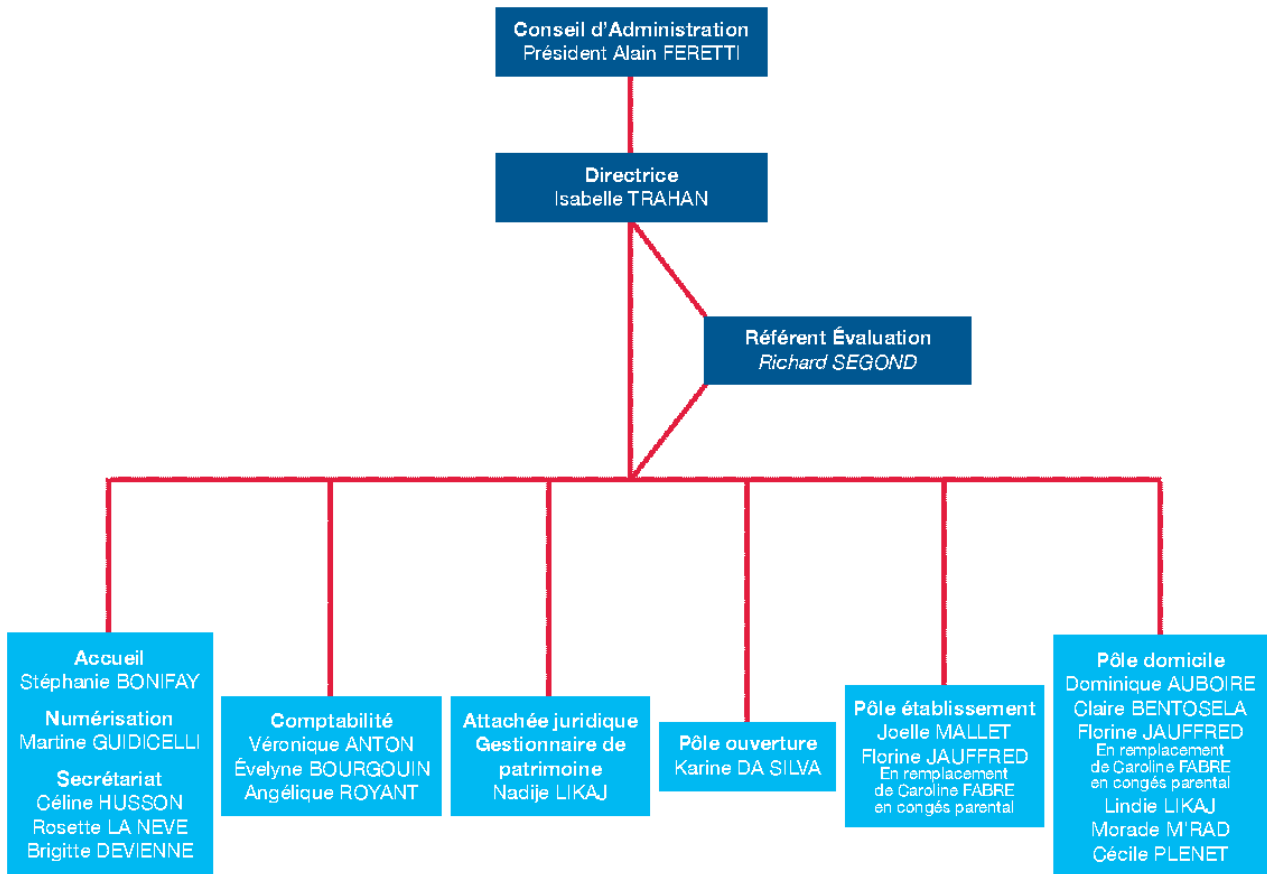 Conseil d'Administration
Président Alain FERETTI
Directrice
Isabelle TRAHAN
Référent Évaluation
Richard SEGOND
Accueil
Stéphanie BONIFAY
Numérisation
Martine GUIDICELLI
Secrétariat
Céline HUSSON
Rosette LA NEVE
Brigitte DEVIENNE
Comptabilité
Véronique ANTON
Évelyne BOURGOUIN
Angélique ROYANT
Attachée juridique
Gestionnaire de
patrimoine
Nadije LIKAJ
Pôle ouverture
Karine DA SILVA
Pôle établissement
Joelle MALLET
Florine JAUFFRED
En remplacement
de Caroline FABRE
en congés parental
Pôle domicile
Dominique AUBOIRE
Claire BENTOSELA
Florine JAUFFRED
En remplacement
de Caroline FABRE
en congés parental
Lindie LIKAJ
Morade M'RAD
Cécile PLENET